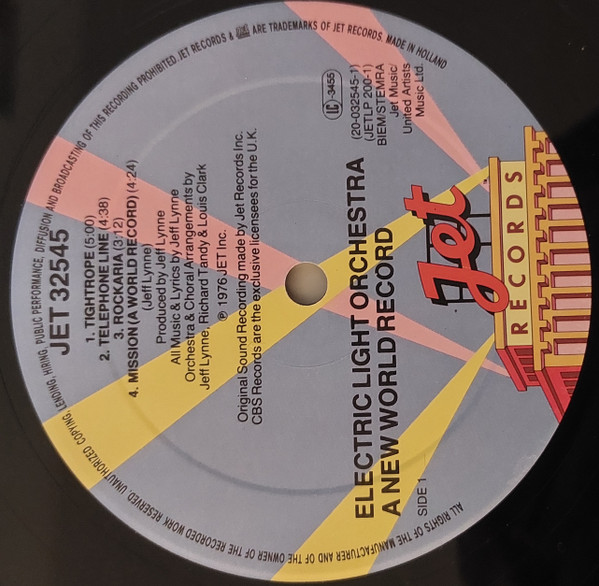 UNAUTHORIZED COPYING, LENDING, HIRING, PUBLIC PERFORMANCE, DIFFUSION AND BROADCASTING OF THIS RECORDING PROHIBITED. JET RECORDS & ARE TRADEMARKS OF JET RECORDS. MADE IN HOLLAND
JET 32545
1. TIGHTROPE (5:00)
2. TELEPHONE LINE (4:38)
3. ROCKARIA (3:12)
4. MISSION (A WORLD RECORD) (4:24)
(Jeff Lynne)
Produced by Jeff Lynne
All Music & Lyrics by Jeff Lynne
Orchestra & Choral Arrangements by
Jeff Lynne, Richard Tandy & Louis Clark
℗ 1976 JET Inc.
Original Sound Recording made by Jet Records Inc.
CBS Records are the exclusive licensees for the U.K.
LC 3455
(20-032545-1)
(JETLP 200-1)
BIEM/STEMRA
Jet Music/
United Artists
Music Ltd.
ELECTRIC LIGHT ORCHESTRA
A NEW WORLD RECORD
SIDE 1
Jet
RECORDS
ALL RIGHTS OF THE MANUFACTURER AND OF THE OWNER OF THE RECORDED WORK RESERVED.